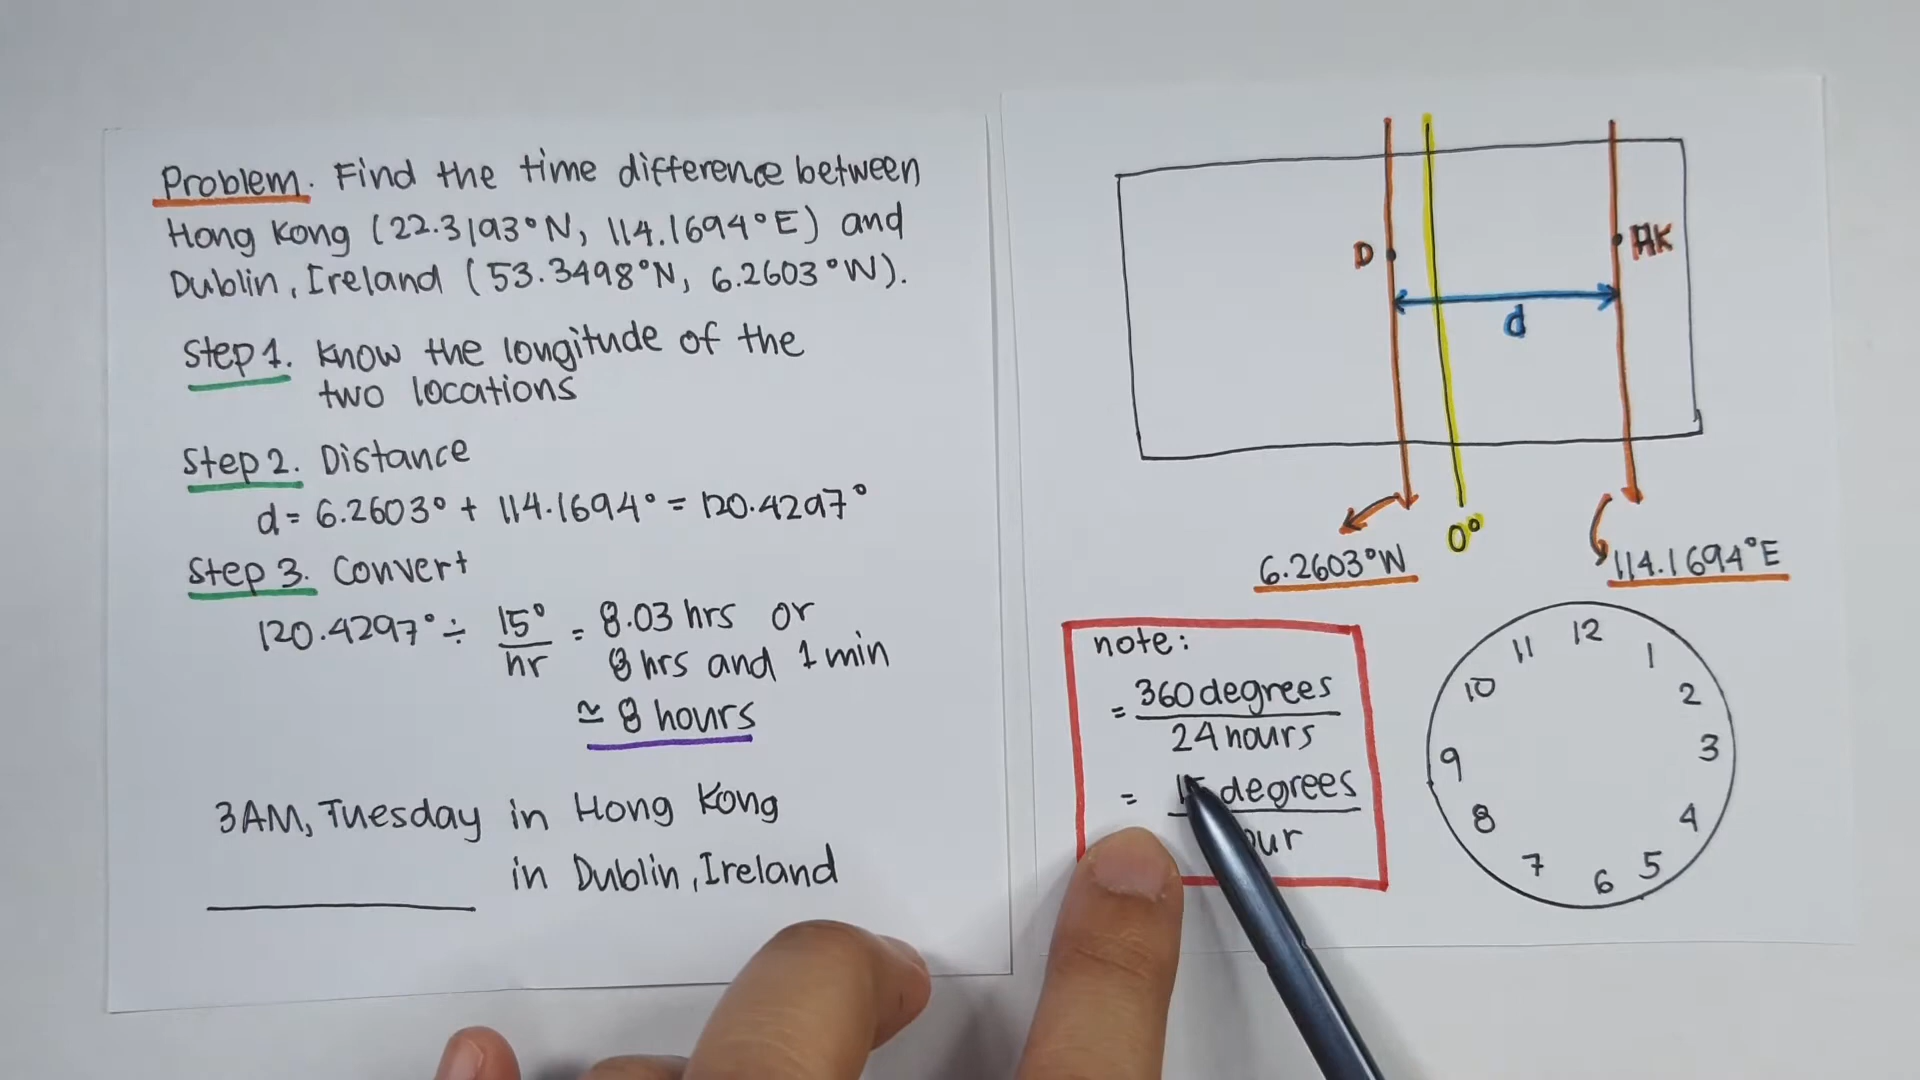 Problem. Find the time difference between
Hong Kong (22.3193°N, 114.1694°E) and
Dublin, Ireland (53.3498°N, 6.2603°W).
Step 1. Know the longitude of the
two locations
Step 2. Distance
d = 6.2603° + 114.1694° = 120.4297°
Step 3. Convert
120.4297° ÷ 15°/hr = 8.03 hrs or
8 hrs and 1 min
≃ 8 hours
3AM, Tuesday in Hong Kong
in Dublin, Ireland
D
HK
d
0°
6.2603°W
114.1694°E
note:
= 360 degrees
24 hours
= 15 degrees
12
1
2
3
4
5
6
7
8
9
10
11